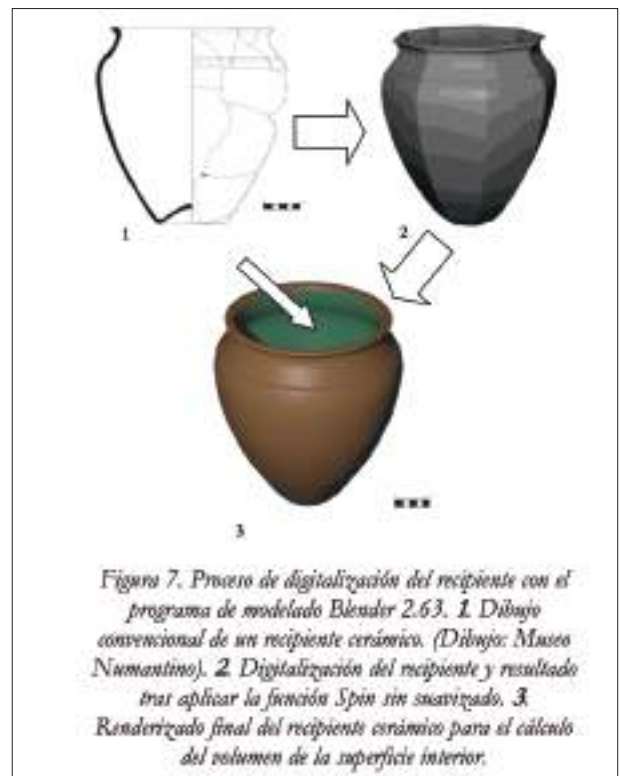 1
2
3
Figura 7. Proceso de digitalización del recipiente con el
programa de modelado Blender 2.63. 1. Dibujo
convencional de un recipiente cerámico. (Dibujo: Museo
Numantino). 2. Digitalización del recipiente y resultado
tras aplicar la función Spin sin suavizado. 3.
Renderizado final del recipiente cerámico para el cálculo
del volumen de la superficie interior.